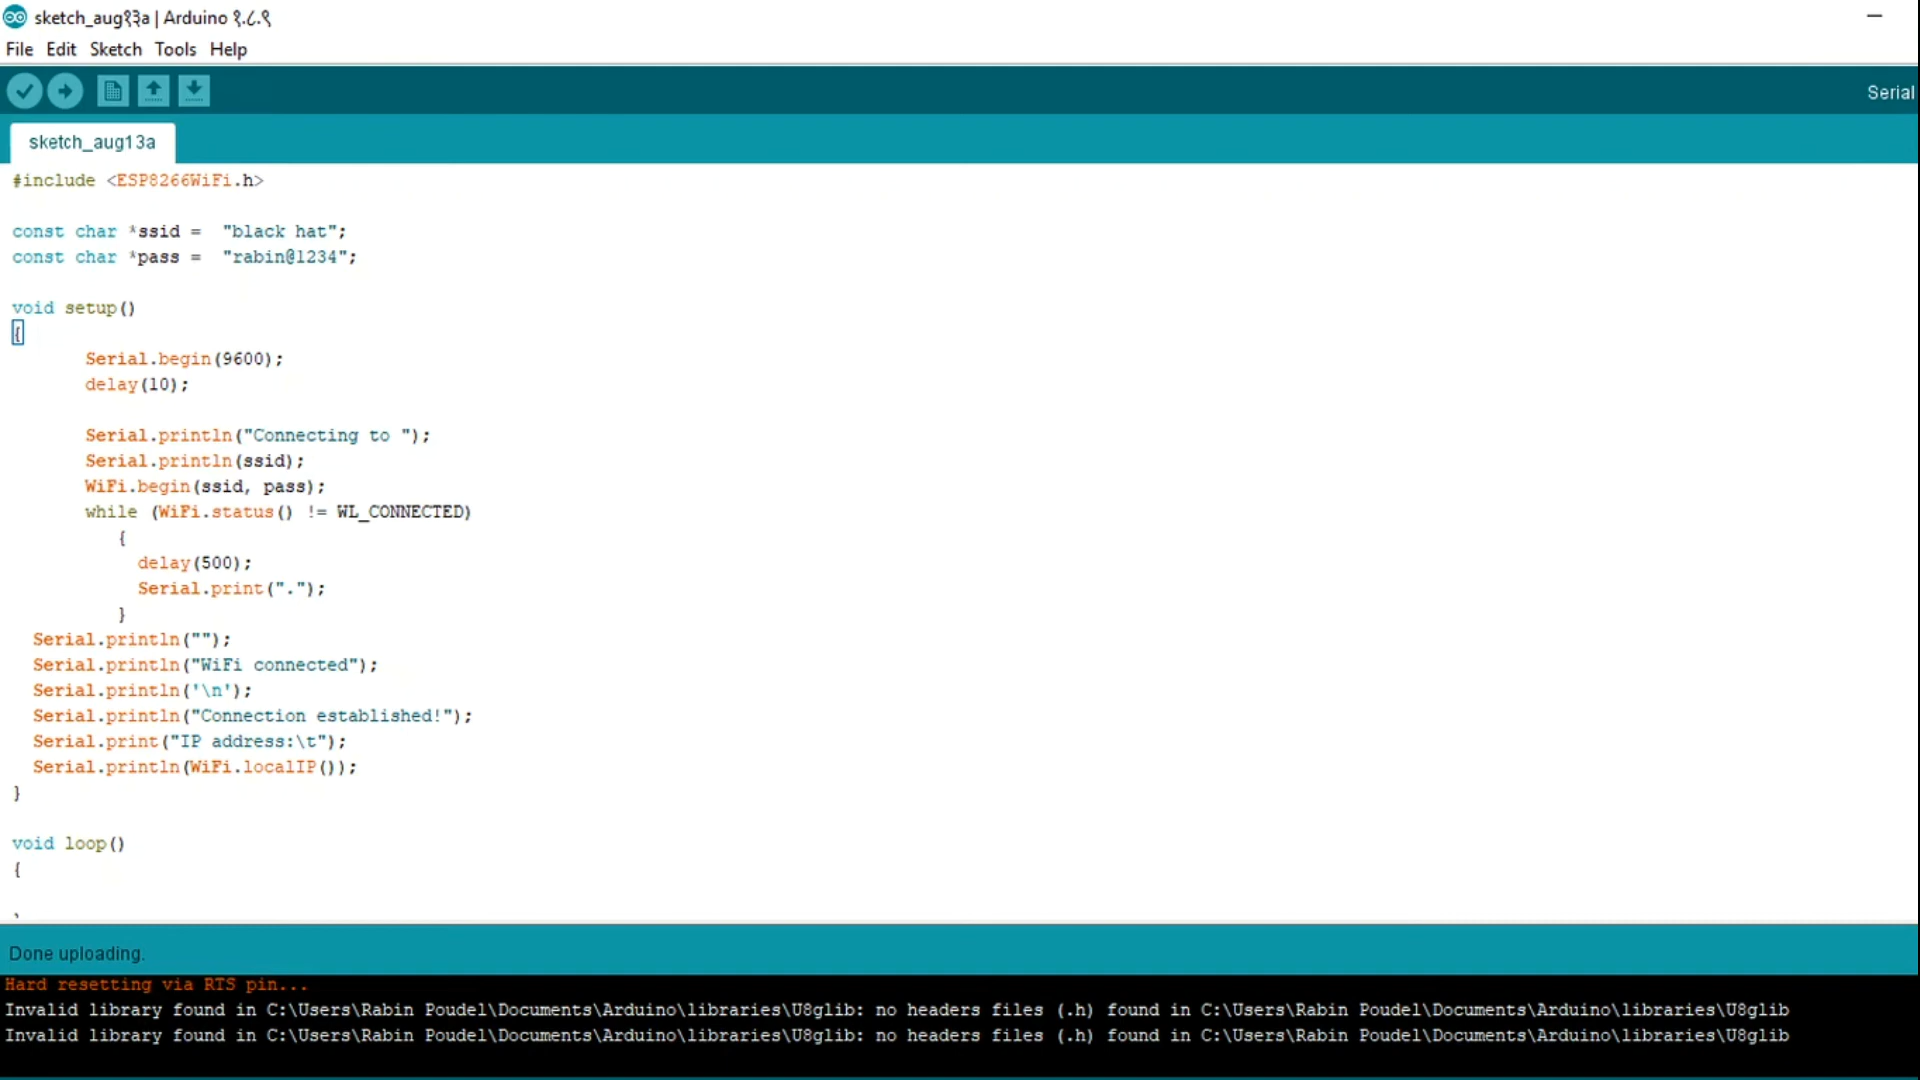 sketch_aug१३a | Arduino १.८.९
File Edit Sketch Tools Help
Serial
sketch_aug13a
#include <ESP8266WiFi.h>
const char *ssid =  "black hat";
const char *pass =  "rabin@1234";
void setup()
{
Serial.begin(9600);
delay(10);
Serial.println("Connecting to ");
Serial.println(ssid);
WiFi.begin(ssid, pass);
while (WiFi.status() != WL_CONNECTED)
{
delay(500);
Serial.print(".");
}
Serial.println("");
Serial.println("WiFi connected");
Serial.println('\n');
Serial.println("Connection established!");
Serial.print("IP address:\t");
Serial.println(WiFi.localIP());
}
void loop()
{
Done uploading.
Hard resetting via RTS pin...
Invalid library found in C:\Users\Rabin Poudel\Documents\Arduino\libraries\U8glib: no headers files (.h) found in C:\Users\Rabin Poudel\Documents\Arduino\libraries\U8glib
Invalid library found in C:\Users\Rabin Poudel\Documents\Arduino\libraries\U8glib: no headers files (.h) found in C:\Users\Rabin Poudel\Documents\Arduino\libraries\U8glib